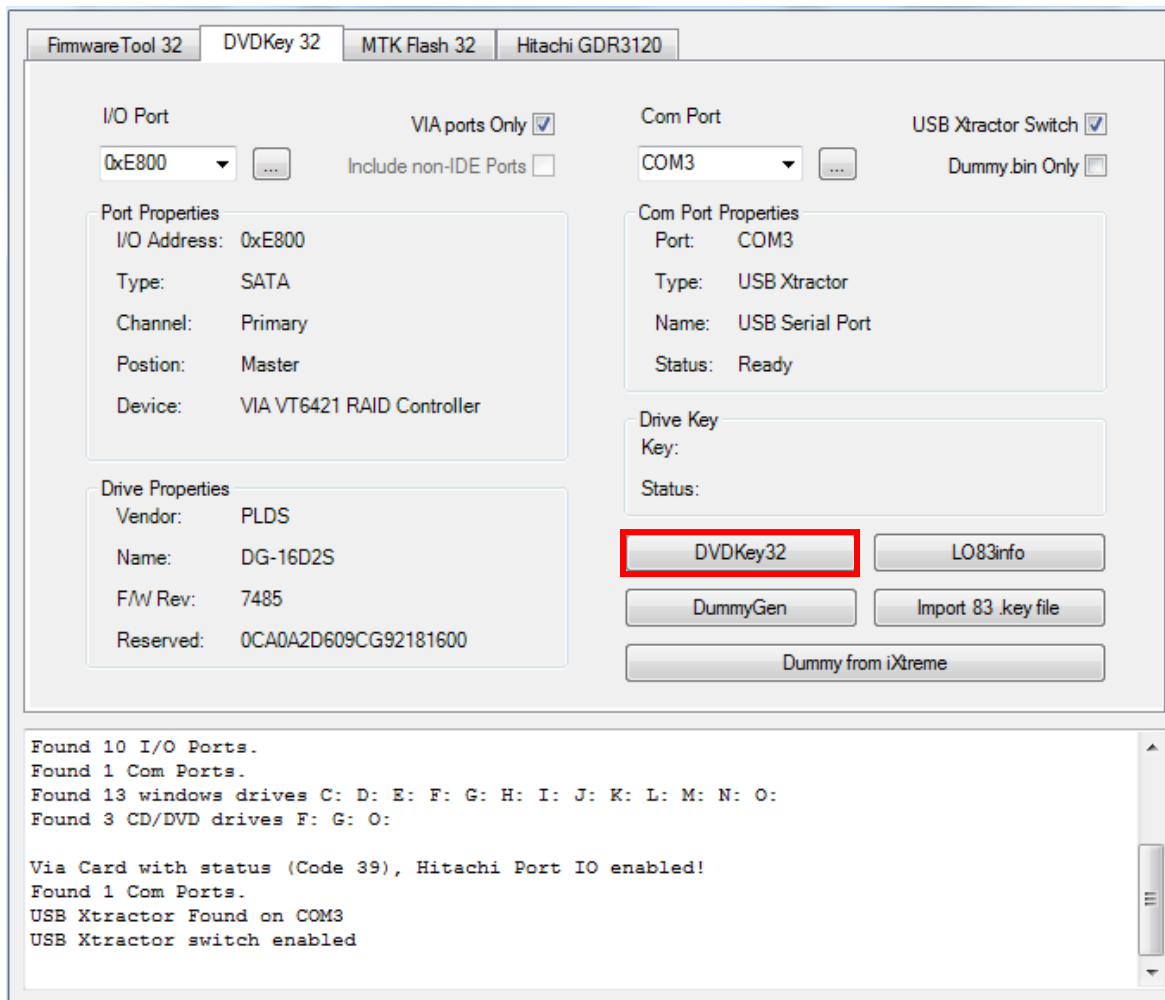 FirmwareTool 32 DVDKey 32 MTK Flash 32 Hitachi GDR3120
I/O Port
VIA ports Only
0xE800
...
Include non-IDE Ports
Port Properties
I/O Address: 0xE800
Type: SATA
Channel: Primary
Postion: Master
Device: VIA VT6421 RAID Controller
Drive Properties
Vendor: PLDS
Name: DG-16D2S
F/W Rev: 7485
Reserved: 0CA0A2D609CG92181600
Com Port
USB Xtractor Switch
COM3
...
Dummy.bin Only
Com Port Properties
Port: COM3
Type: USB Xtractor
Name: USB Serial Port
Status: Ready
Drive Key
Key:
Status:
DVDKey32 LO83info
DummyGen Import 83 .key file
Dummy from iXtreme
Found 10 I/O Ports.
Found 1 Com Ports.
Found 13 windows drives C: D: E: F: G: H: I: J: K: L: M: N: O:
Found 3 CD/DVD drives F: G: O:
Via Card with status (Code 39), Hitachi Port IO enabled!
Found 1 Com Ports.
USB Xtractor Found on COM3
USB Xtractor switch enabled